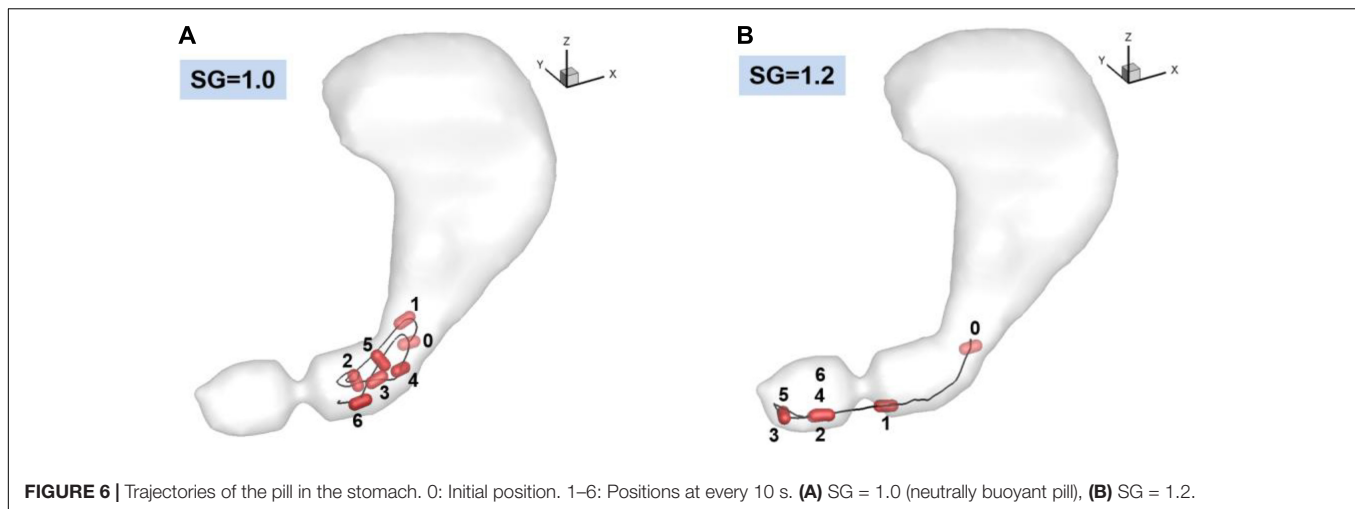 A
SG=1.0
Z
Y
X
1
0
5
2
4
3
6
B
SG=1.2
Z
Y
X
0
6
5
4
1
3
2
FIGURE 6 | Trajectories of the pill in the stomach. 0: Initial position. 1–6: Positions at every 10 s. (A) SG = 1.0 (neutrally buoyant pill), (B) SG = 1.2.